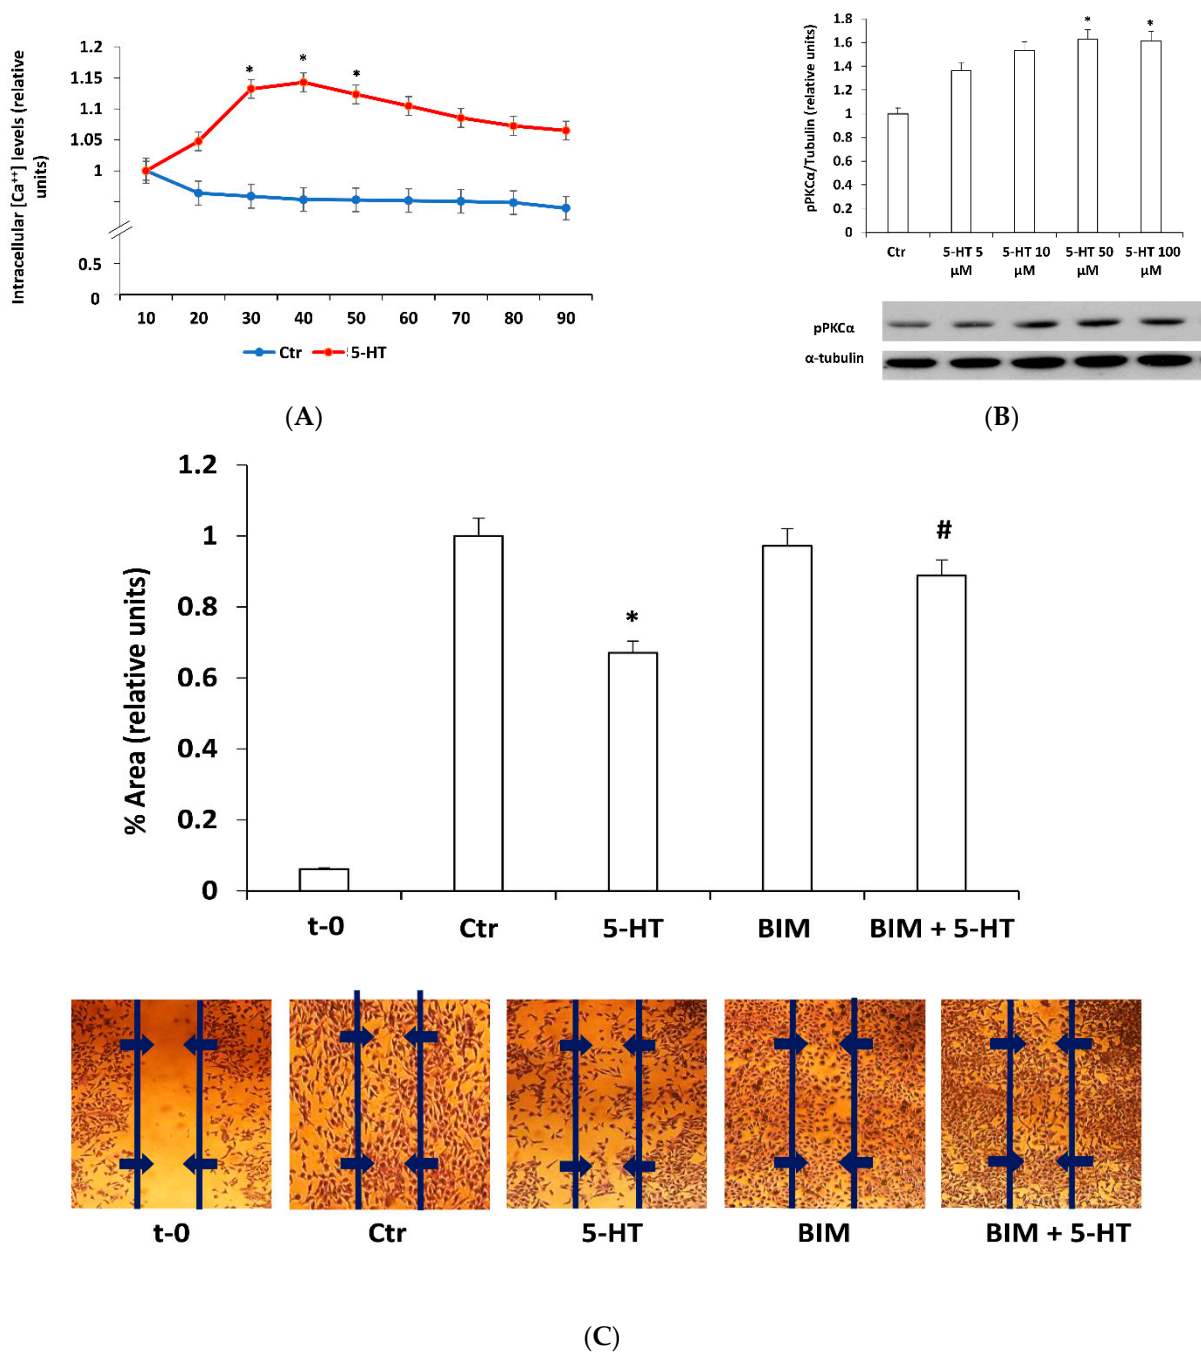 Intracellular [Ca⁺⁺] levels (relative
units)
1.2
1.15
1.1
1.05
1
0.5
0
* * *
10 20 30 40 50 60 70 80 90
Ctr 5-HT
(A)
pPKCα/Tubulin (relative units)
1.8
1.6
1.4
1.2
1
0.8
0.6
0.4
0.2
0
* *
Ctr 5-HT 5 5-HT 10 5-HT 50 5-HT 100
μM μM μM μM
pPKCα
α-tubulin
(B)
% Area (relative units)
1.2
1
0.8
0.6
0.4
0.2
0
* #
t-0 Ctr 5-HT BIM BIM + 5-HT
t-0 Ctr 5-HT BIM BIM + 5-HT
(C)